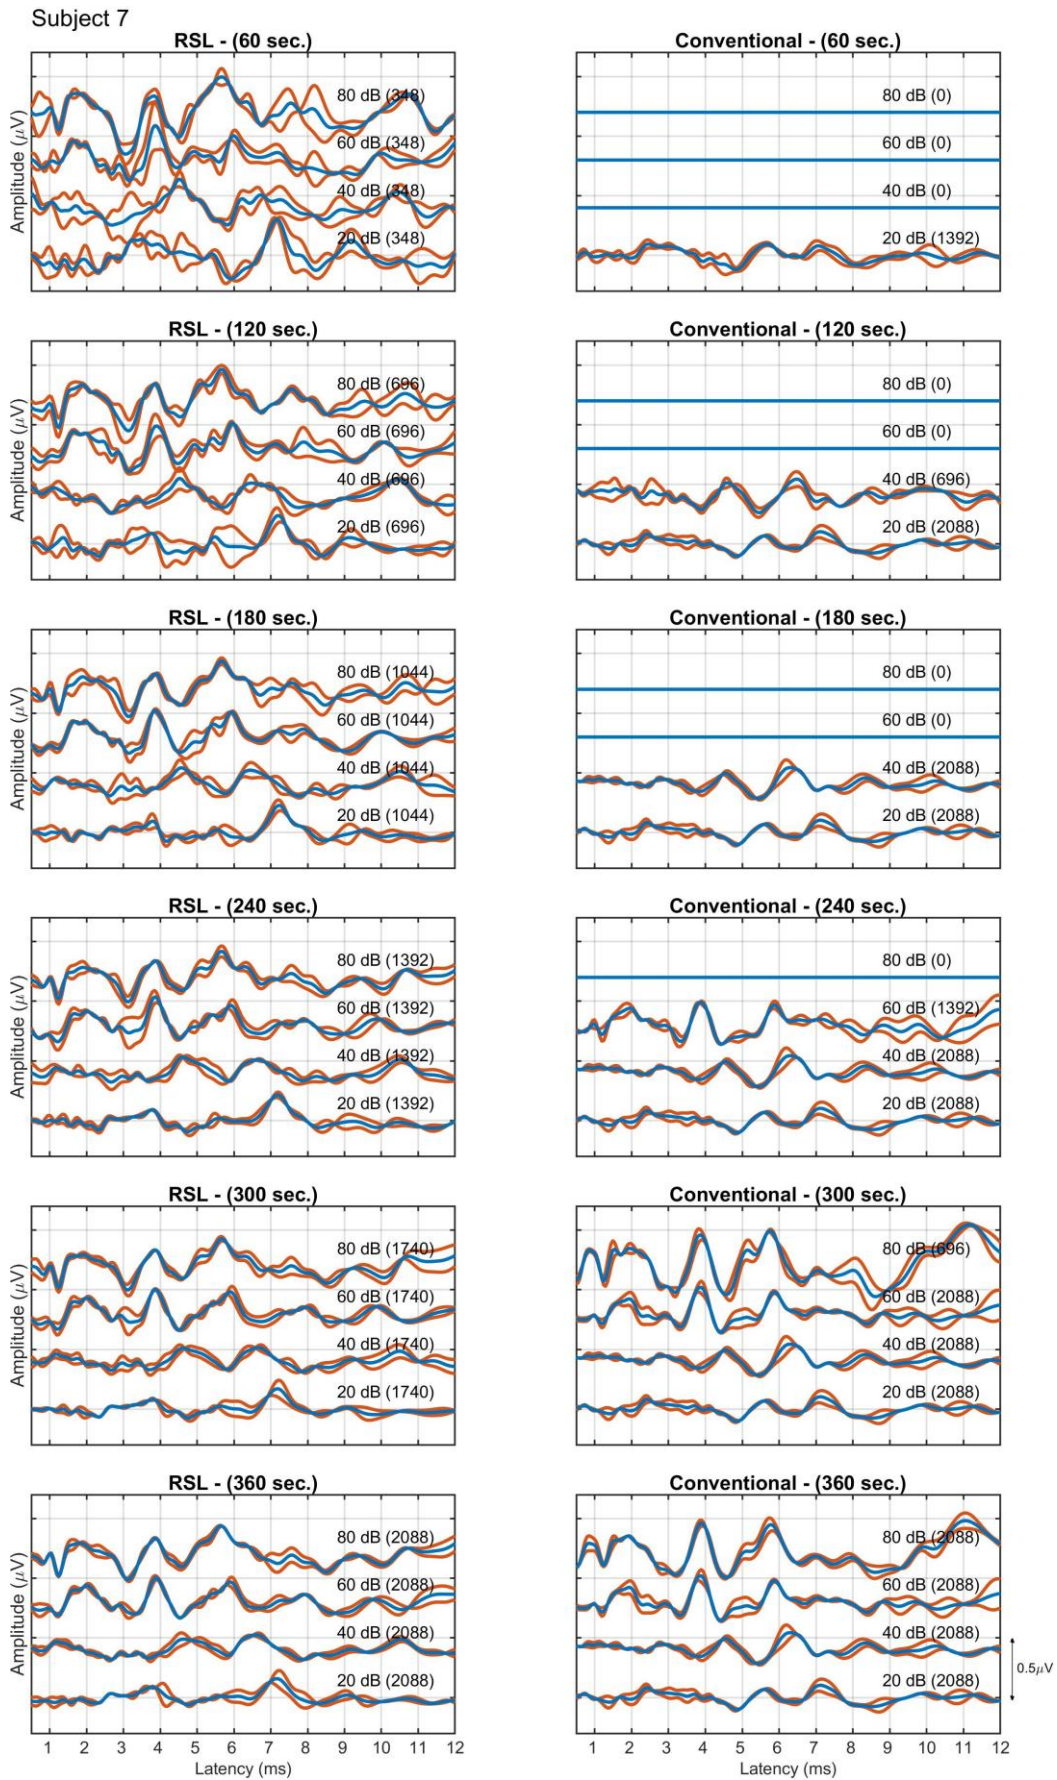 Subject 7
RSL - (60 sec.)
Amplitude (μV)
80 dB (348)
60 dB (348)
40 dB (348)
20 dB (348)
Conventional - (60 sec.)
80 dB (0)
60 dB (0)
40 dB (0)
20 dB (1392)
RSL - (120 sec.)
Amplitude (μV)
80 dB (696)
60 dB (696)
40 dB (696)
20 dB (696)
Conventional - (120 sec.)
80 dB (0)
60 dB (0)
40 dB (696)
20 dB (2088)
RSL - (180 sec.)
Amplitude (μV)
80 dB (1044)
60 dB (1044)
40 dB (1044)
20 dB (1044)
Conventional - (180 sec.)
80 dB (0)
60 dB (0)
40 dB (2088)
20 dB (2088)
RSL - (240 sec.)
Amplitude (μV)
80 dB (1392)
60 dB (1392)
40 dB (1392)
20 dB (1392)
Conventional - (240 sec.)
80 dB (0)
60 dB (1392)
40 dB (2088)
20 dB (2088)
RSL - (300 sec.)
Amplitude (μV)
80 dB (1740)
60 dB (1740)
40 dB (1740)
20 dB (1740)
Conventional - (300 sec.)
80 dB (696)
60 dB (2088)
40 dB (2088)
20 dB (2088)
RSL - (360 sec.)
Amplitude (μV)
80 dB (2088)
60 dB (2088)
40 dB (2088)
20 dB (2088)
1 2 3 4 5 6 7 8 9 10 11 12
Latency (ms)
Conventional - (360 sec.)
80 dB (2088)
60 dB (2088)
40 dB (2088)
20 dB (2088)
0.5μV
1 2 3 4 5 6 7 8 9 10 11 12
Latency (ms)